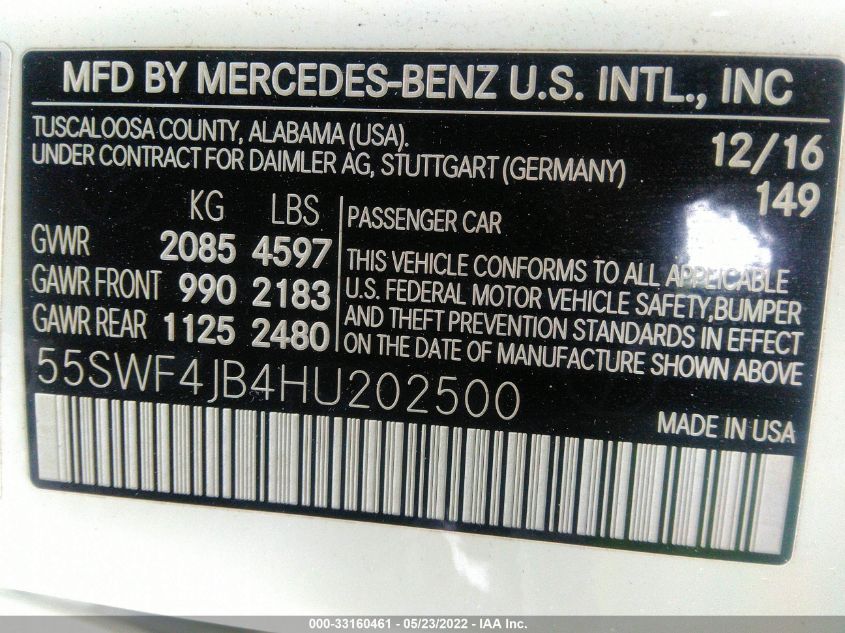 MFD BY MERCEDES-BENZ U.S. INTL., INC
TUSCALOOSA COUNTY, ALABAMA (USA).
UNDER CONTRACT FOR DAIMLER AG, STUTTGART (GERMANY)
12/16
149
KG LBS
GVWR 2085 4597
GAWR FRONT 990 2183
GAWR REAR 1125 2480
PASSENGER CAR
THIS VEHICLE CONFORMS TO ALL APPLICABLE
U.S. FEDERAL MOTOR VEHICLE SAFETY,BUMPER
AND THEFT PREVENTION STANDARDS IN EFFECT
ON THE DATE OF MANUFACTURE SHOWN ABOVE
55SWF4JB4HU202500
MADE IN USA
000-33160461 - 05/23/2022 - IAA Inc.